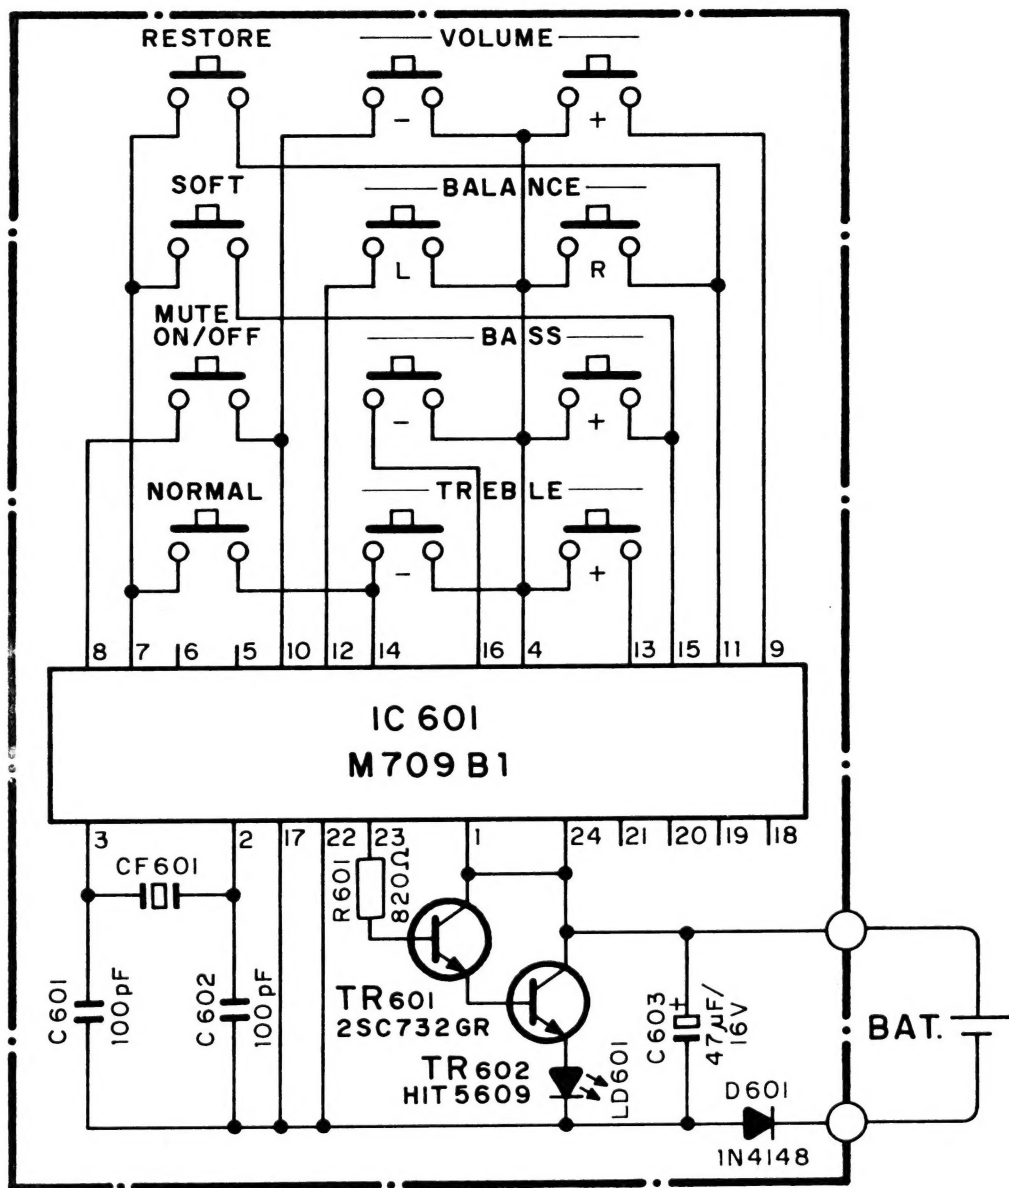 RESTORE VOLUME
- +
SOFT BALANCE
L R
MUTE
ON/OFF BASS
- +
NORMAL TREBLE
- +
8 7 6 5 10 12 14 16 4 13 15 11 9
IC 601
M709 B1
3 2 17 22 23 1 24 21 20 19 18
CF601
R601
820Ω
C601
100pF
C602
100pF
TR601
2SC732GR
TR602
HIT5609
LD601
C603
+
47µF/
16V
BAT.
D601
1N4148